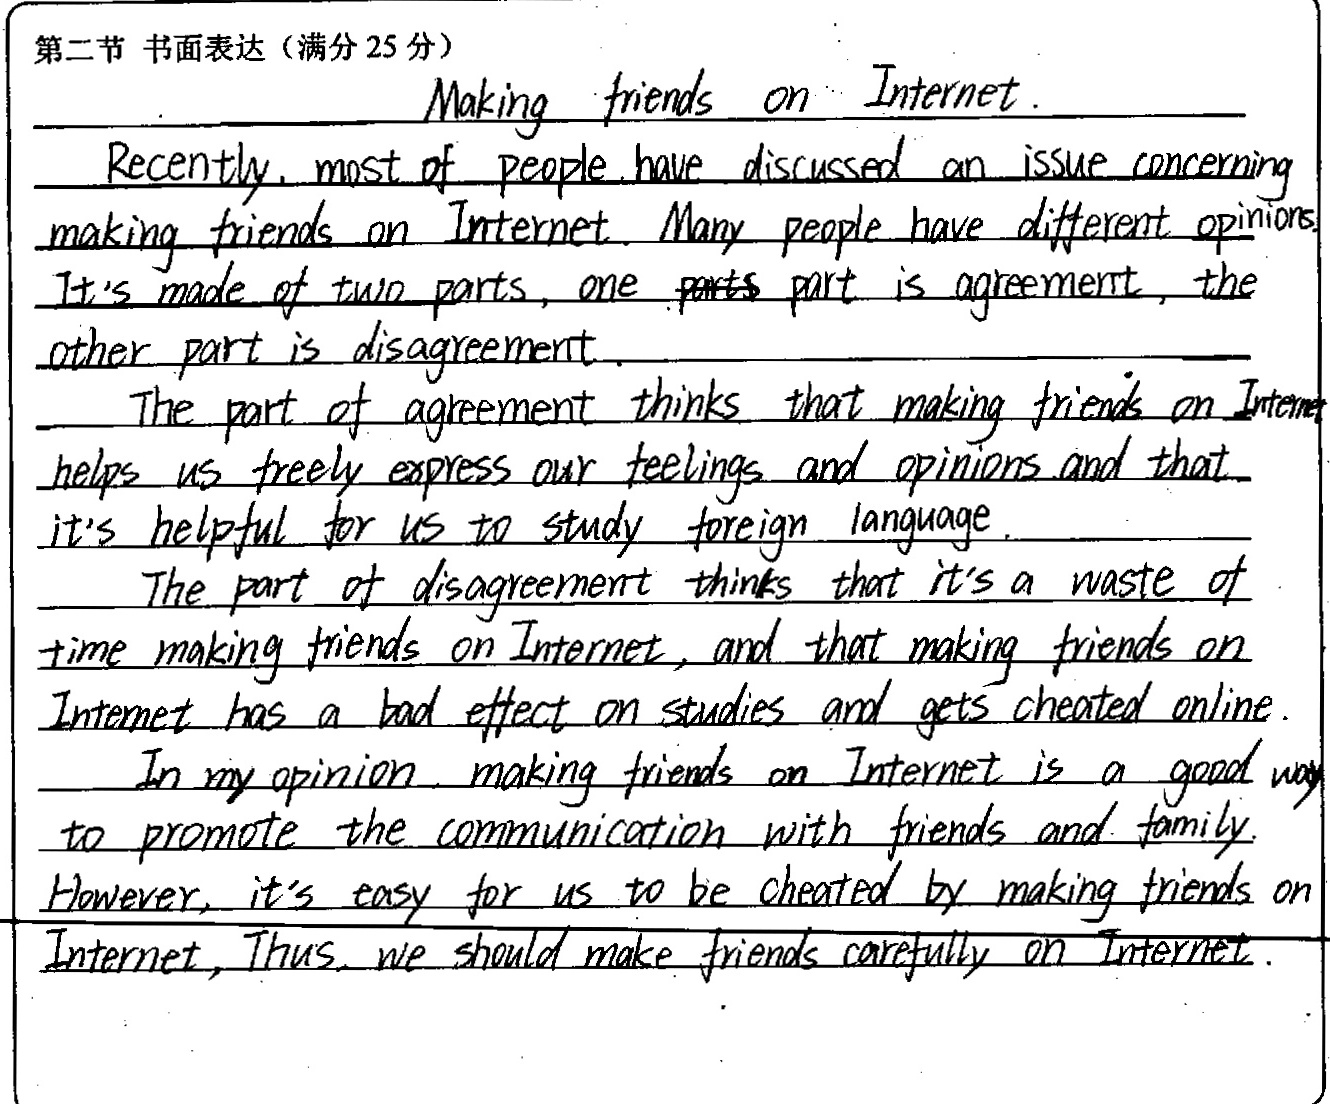 第二节 书面表达（满分 25 分）
Making friends on Internet.
Recently, most of people have discussed an issue concerning
making friends on Internet. Many people have different opinions.
It's made of two parts, one parts part is agreement, the
other part is disagreement.
The part of agreement thinks that making friends on Internet
helps us freely express our feelings and opinions and that
it's helpful for us to study foreign language.
The part of disagreement thinks that it's a waste of
time making friends on Internet, and that making friends on
Internet has a bad effect on studies and gets cheated online.
In my opinion, making friends on Internet is a good way
to promote the communication with friends and family.
However, it's easy for us to be cheated by making friends on
Internet, Thus, we should make friends carefully on Internet.